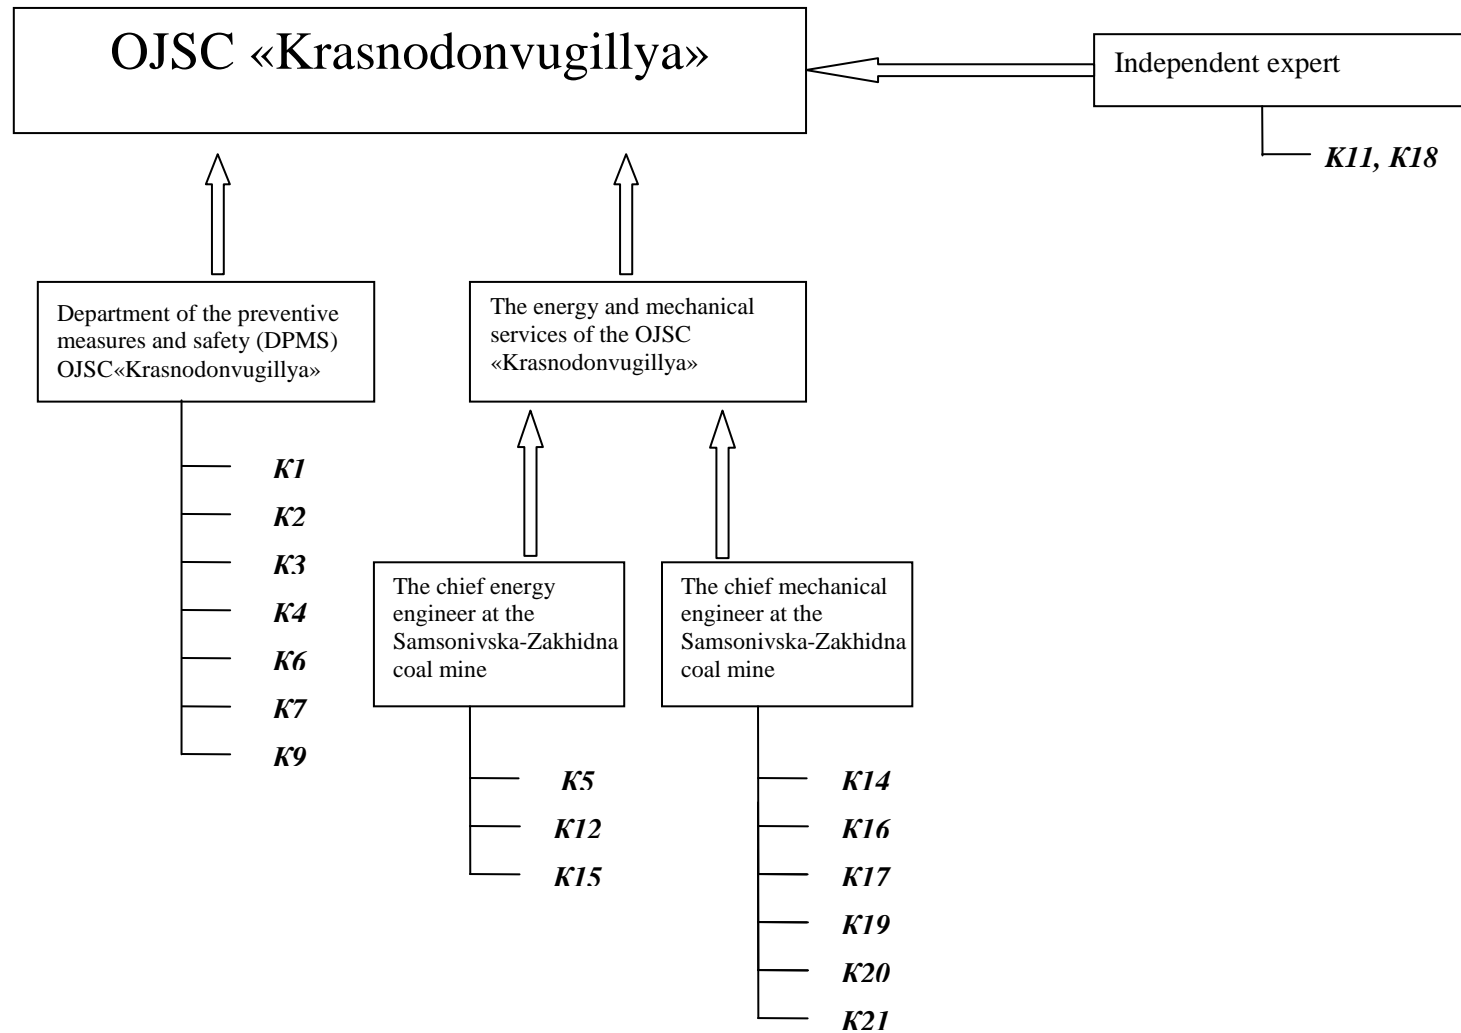 OJSC «Krasnodonvugillya»
Independent expert
K11, K18
Department of the preventive
measures and safety (DPMS)
OJSC«Krasnodonvugillya»
The energy and mechanical
services of the OJSC
«Krasnodonvugillya»
K1
K2
K3
K4
K6
K7
K9
The chief energy
engineer at the
Samsonivska-Zakhidna
coal mine
K5
K12
K15
The chief mechanical
engineer at the
Samsonivska-Zakhidna
coal mine
K14
K16
K17
K19
K20
K21